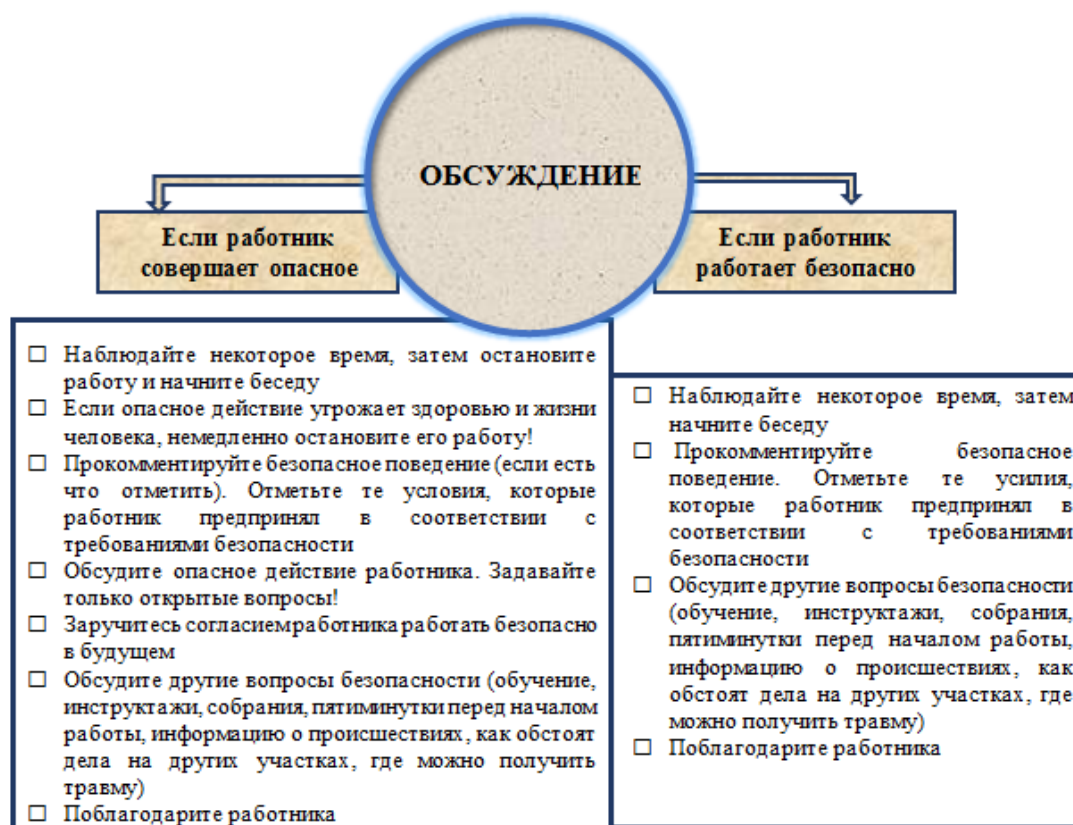 ОБСУЖДЕНИЕ
Если работник
совершает опасное
Если работник
работает безопасно
☐ Наблюдайте некоторое время, затем остановите
работу и начните беседу
☐ Если опасное действие угрожает здоровью и жизни
человека, немедленно остановите его работу!
☐ Прокомментируйте безопасное поведение (если есть
что отметить). Отметьте те условия, которые
работник предпринял в соответствии с
требованиями безопасности
☐ Обсудите опасное действие работника. Задавайте
только открытые вопросы!
☐ Заручитесь согласием работника работать безопасно
в будущем
☐ Обсудите другие вопросы безопасности (обучение,
инструктажи, собрания, пятиминутки перед началом
работы, информацию о происшествиях, как обстоят
дела на других участках, где можно получить
травму)
☐ Поблагодарите работника
☐ Наблюдайте некоторое время, затем
начните беседу
☐ Прокомментируйте безопасное
поведение. Отметьте те усилия,
которые работник предпринял в
соответствии с требованиями
безопасности
☐ Обсудите другие вопросы безопасности
(обучение, инструктажи, собрания,
пятиминутки перед началом работы,
информацию о происшествиях, как
обстоят дела на других участках, где
можно получить травму)
☐ Поблагодарите работника